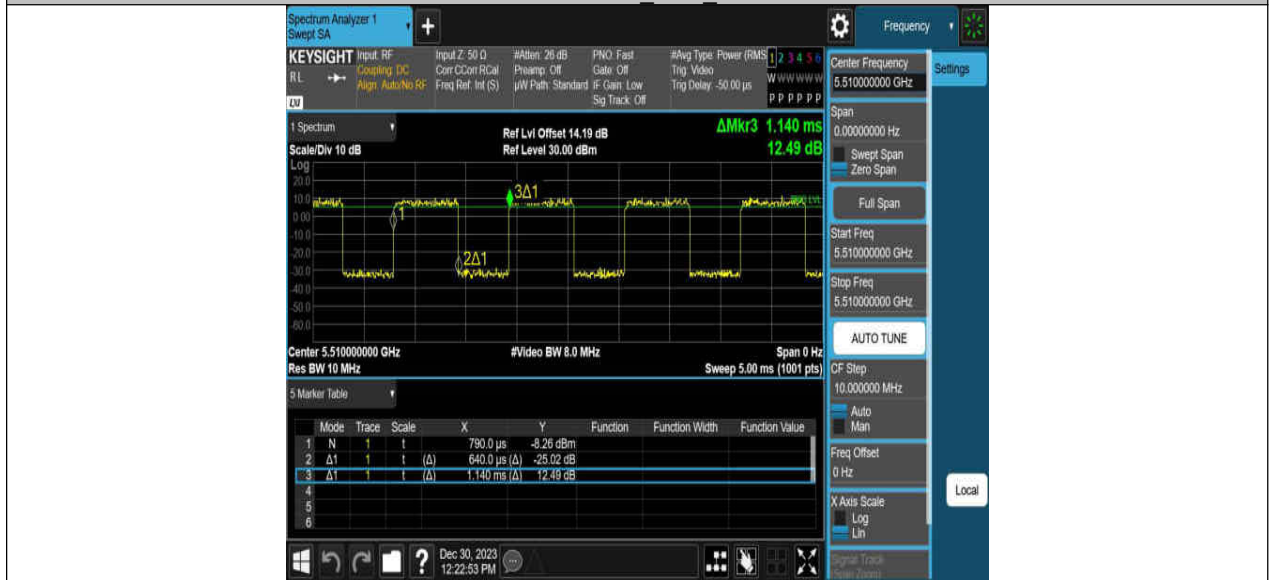 Spectrum Analyzer 1
Swept SA
+
Frequency
KEYSIGHT
RL
Input: RF
Coupling: DC
Align: Auto/No RF
Input Z: 50 Ω
Corr CCorr RCal
Freq Ref: Int (S)
#Atten: 26 dB
Preamp: Off
µW Path: Standard
PNO: Fast
Gate: Off
IF Gain: Low
Sig Track: Off
#Avg Type: Power (RMS
Trig: Video
Trig Delay: -50.00 µs
1 2 3 4 5 6
W W W W W W
P P P P P P
1 Spectrum
Scale/Div 10 dB
Ref Lvl Offset 14.19 dB
Ref Level 30.00 dBm
ΔMkr3 1.140 ms
12.49 dB
Log
20.0
10.0
0.00
-10.0
-20.0
-30.0
-40.0
-50.0
-60.0
1
2Δ1
3Δ1
Center 5.510000000 GHz
#Video BW 8.0 MHz
Span 0 Hz
Res BW 10 MHz
Sweep 5.00 ms (1001 pts)
5 Marker Table
Mode Trace Scale X Y Function Function Width Function Value
1 N 1 t 790.0 µs -8.26 dBm
2 Δ1 1 t (Δ) 640.0 µs (Δ) -25.02 dB
3 Δ1 1 t (Δ) 1.140 ms (Δ) 12.49 dB
4
5
6
?
Dec 30, 2023
12:22:53 PM
Center Frequency
5.510000000 GHz
Settings
Span
0.00000000 Hz
Swept Span
Zero Span
Full Span
Start Freq
5.510000000 GHz
Stop Freq
5.510000000 GHz
AUTO TUNE
CF Step
10.000000 MHz
Auto
Man
Freq Offset
0 Hz
X Axis Scale
Log
Lin
Signal Track
(Span Zoom)
Local